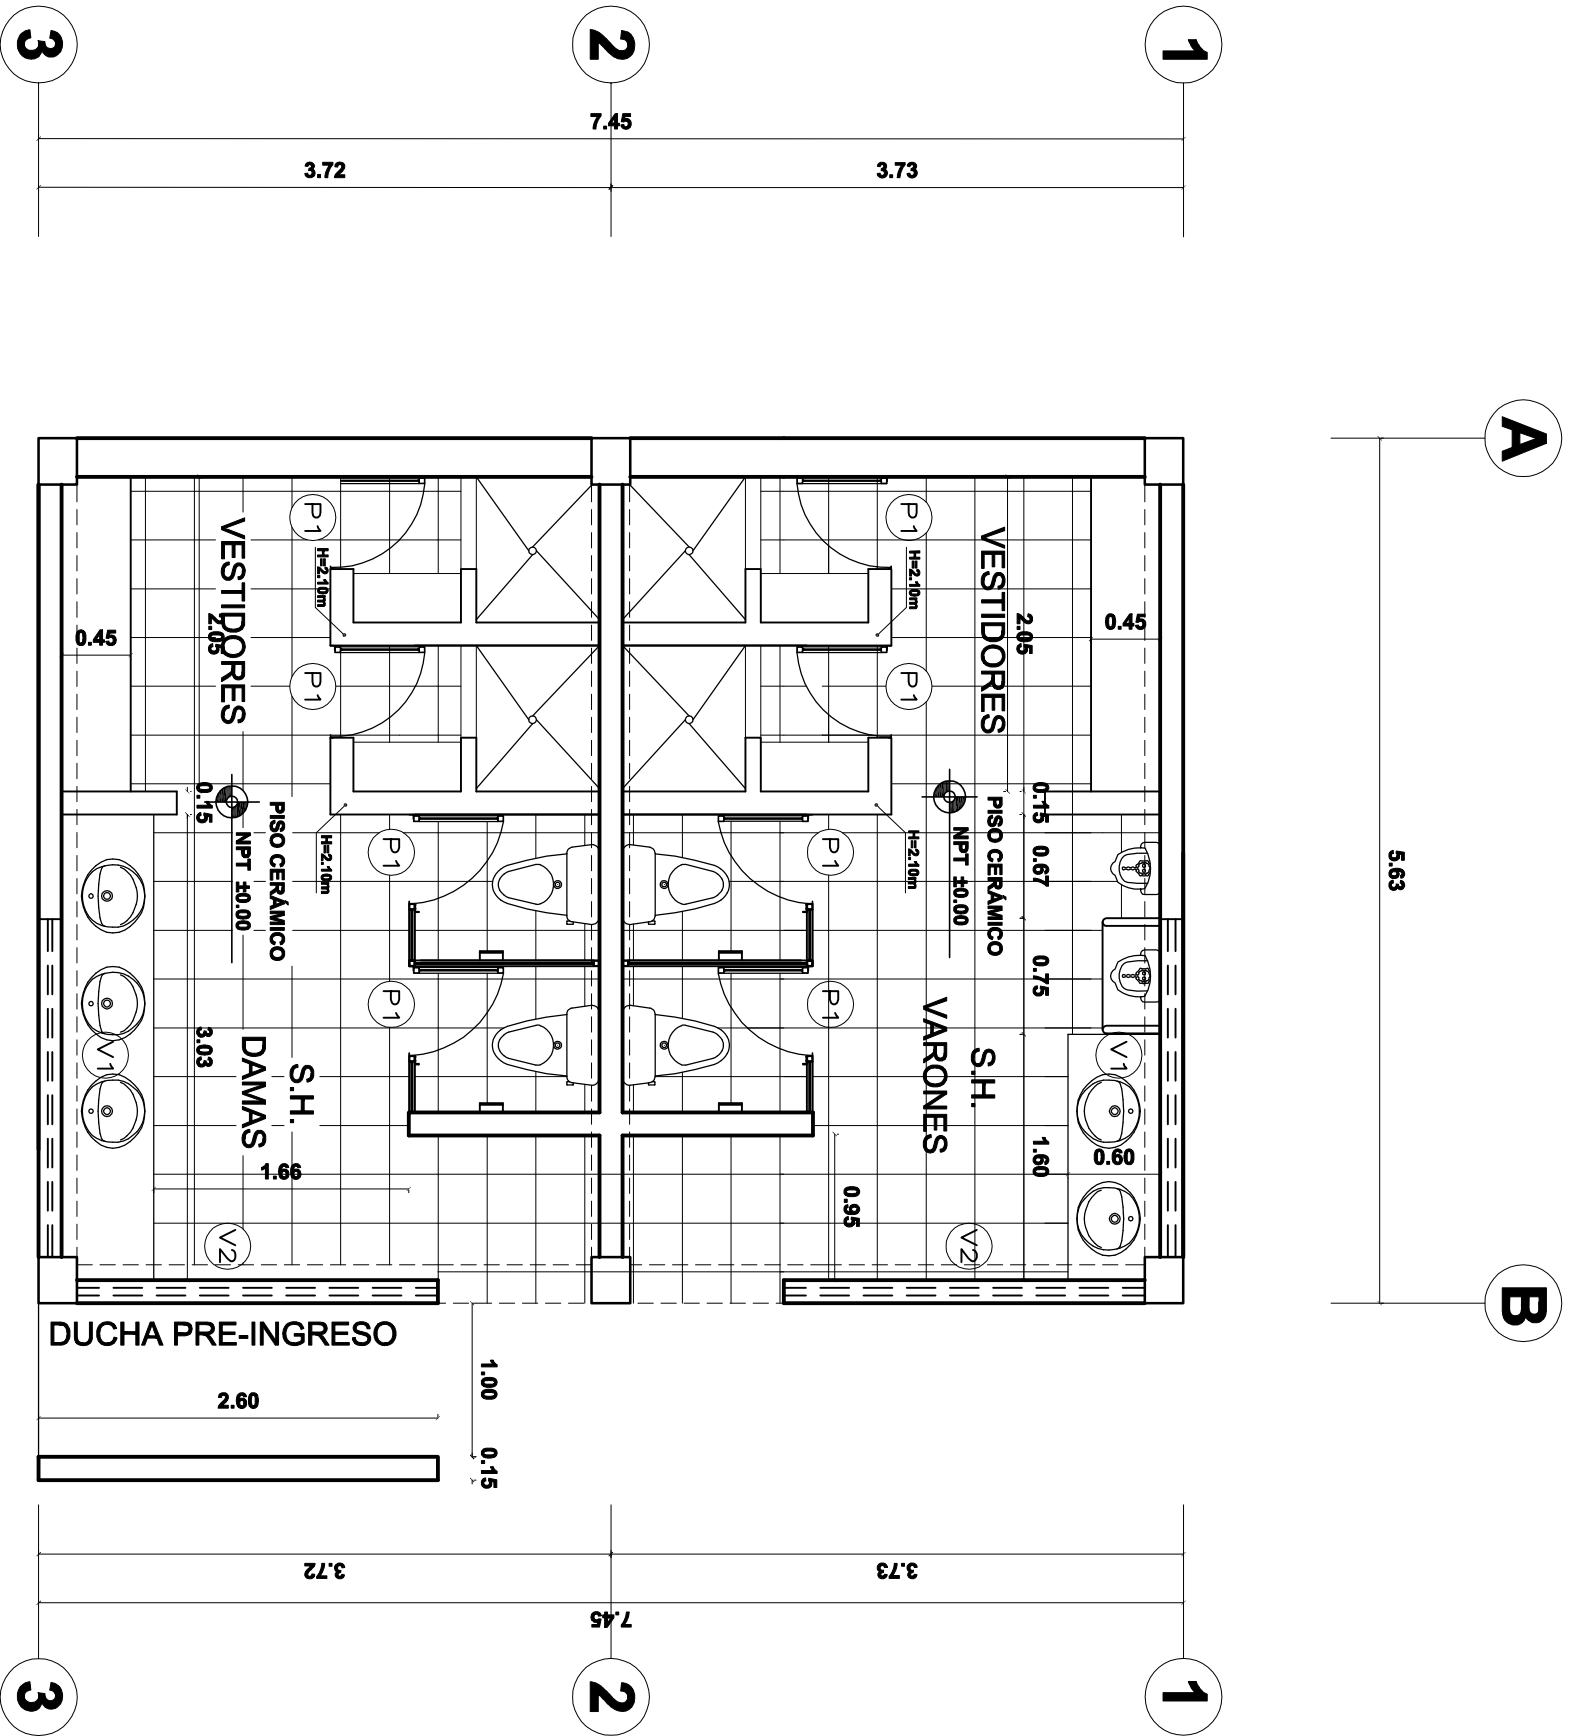 3
2
1
7.45
3.72
3.73
A
5.63
B
P1
H=2.10m
VESTIDORES
2.05
0.45
P1
P1
H=2.10m
VESTIDORES
2.05
0.45
P1
0.15
PISO CERÁMICO
NPT ±0.00
H=2.10m
P1
P1
H=2.10m
PISO CERÁMICO
NPT ±0.00
0.15
0.67
0.75
P1
P1
V1
3.03
S.H.
DAMAS
1.66
V2
S.H.
VARONES
V1
1.60
0.60
0.95
V2
DUCHA PRE-INGRESO
1.00
2.60
0.15
3.72
3.73
7.45
3
2
1